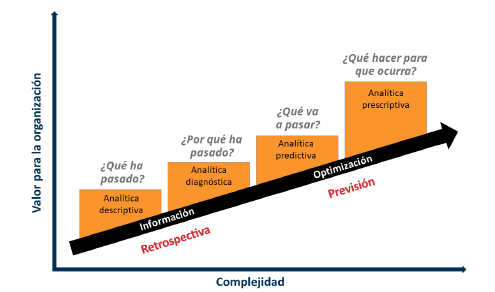 Valor para la organización
¿Qué ha
pasado?
Analítica
descriptiva
¿Por qué ha
pasado?
Analítica
diagnóstica
¿Qué va
a pasar?
Analítica
predictiva
¿Qué hacer para
que ocurra?
Analítica
prescriptiva
Información
Optimización
Retrospectiva
Previsión
Complejidad